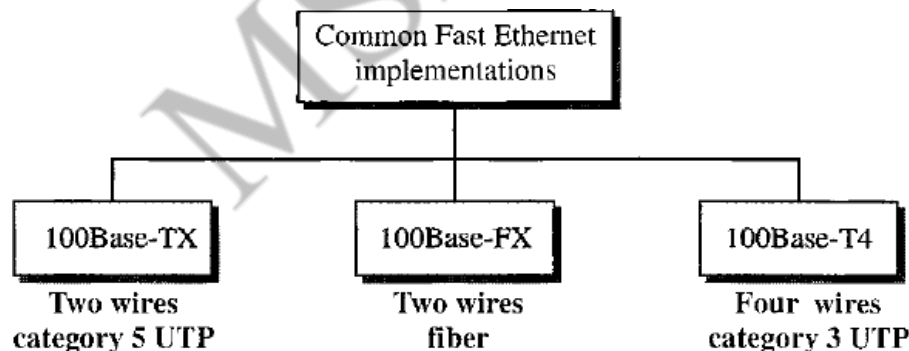 Common Fast Ethernet
implementations
100Base-TX
100Base-FX
100Base-T4
Two wires
category 5 UTP
Two wires
fiber
Four wires
category 3 UTP